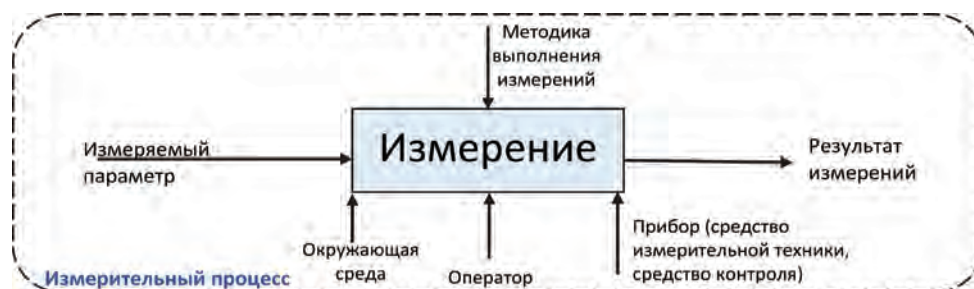 Методика
выполнения
измерений
Измеряемый
параметр
Измерение
Результат
измерений
Окружающая
среда
Оператор
Прибор (средство
измерительной техники,
средство контроля)
Измерительный процесс